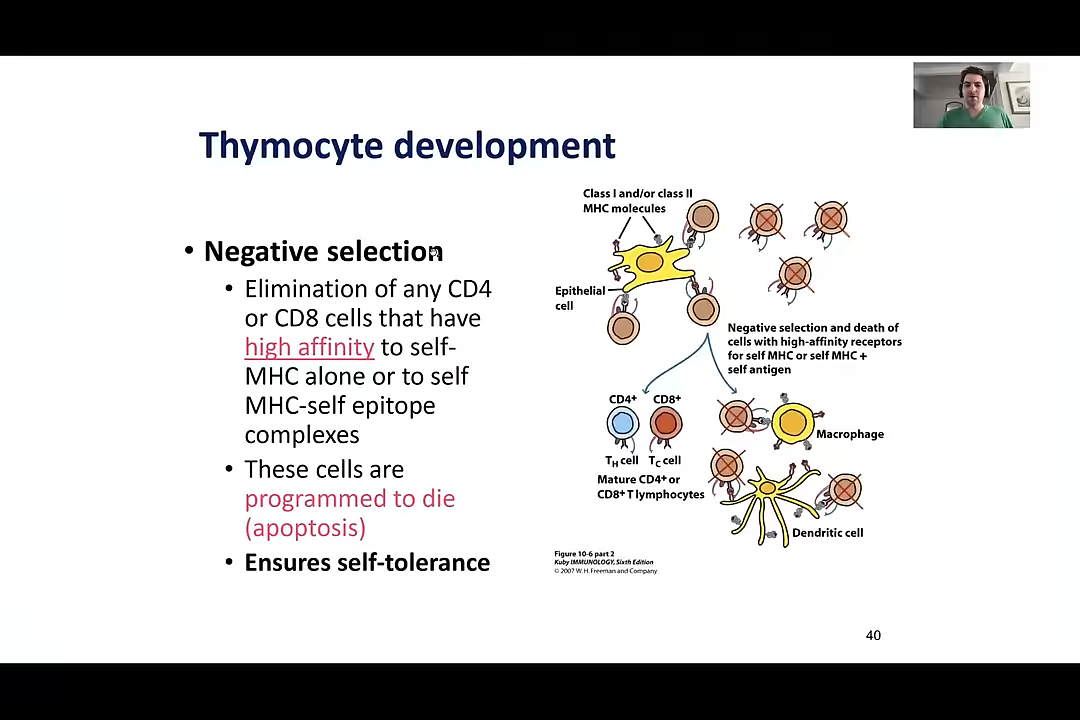 Thymocyte development
• Negative selection
• Elimination of any CD4
or CD8 cells that have
high affinity to self-
MHC alone or to self
MHC-self epitope
complexes
• These cells are
programmed to die
(apoptosis)
• Ensures self-tolerance
Class I and/or class II
MHC molecules
Epithelial
cell
Negative selection and death of
cells with high-affinity receptors
for self MHC or self MHC +
self antigen
CD4+ CD8+
TH cell TC cell
Mature CD4+ or
CD8+ T lymphocytes
Macrophage
Dendritic cell
Figure 10-6 part 2
Kuby IMMUNOLOGY, Sixth Edition
© 2007 W. H. Freeman and Company
40